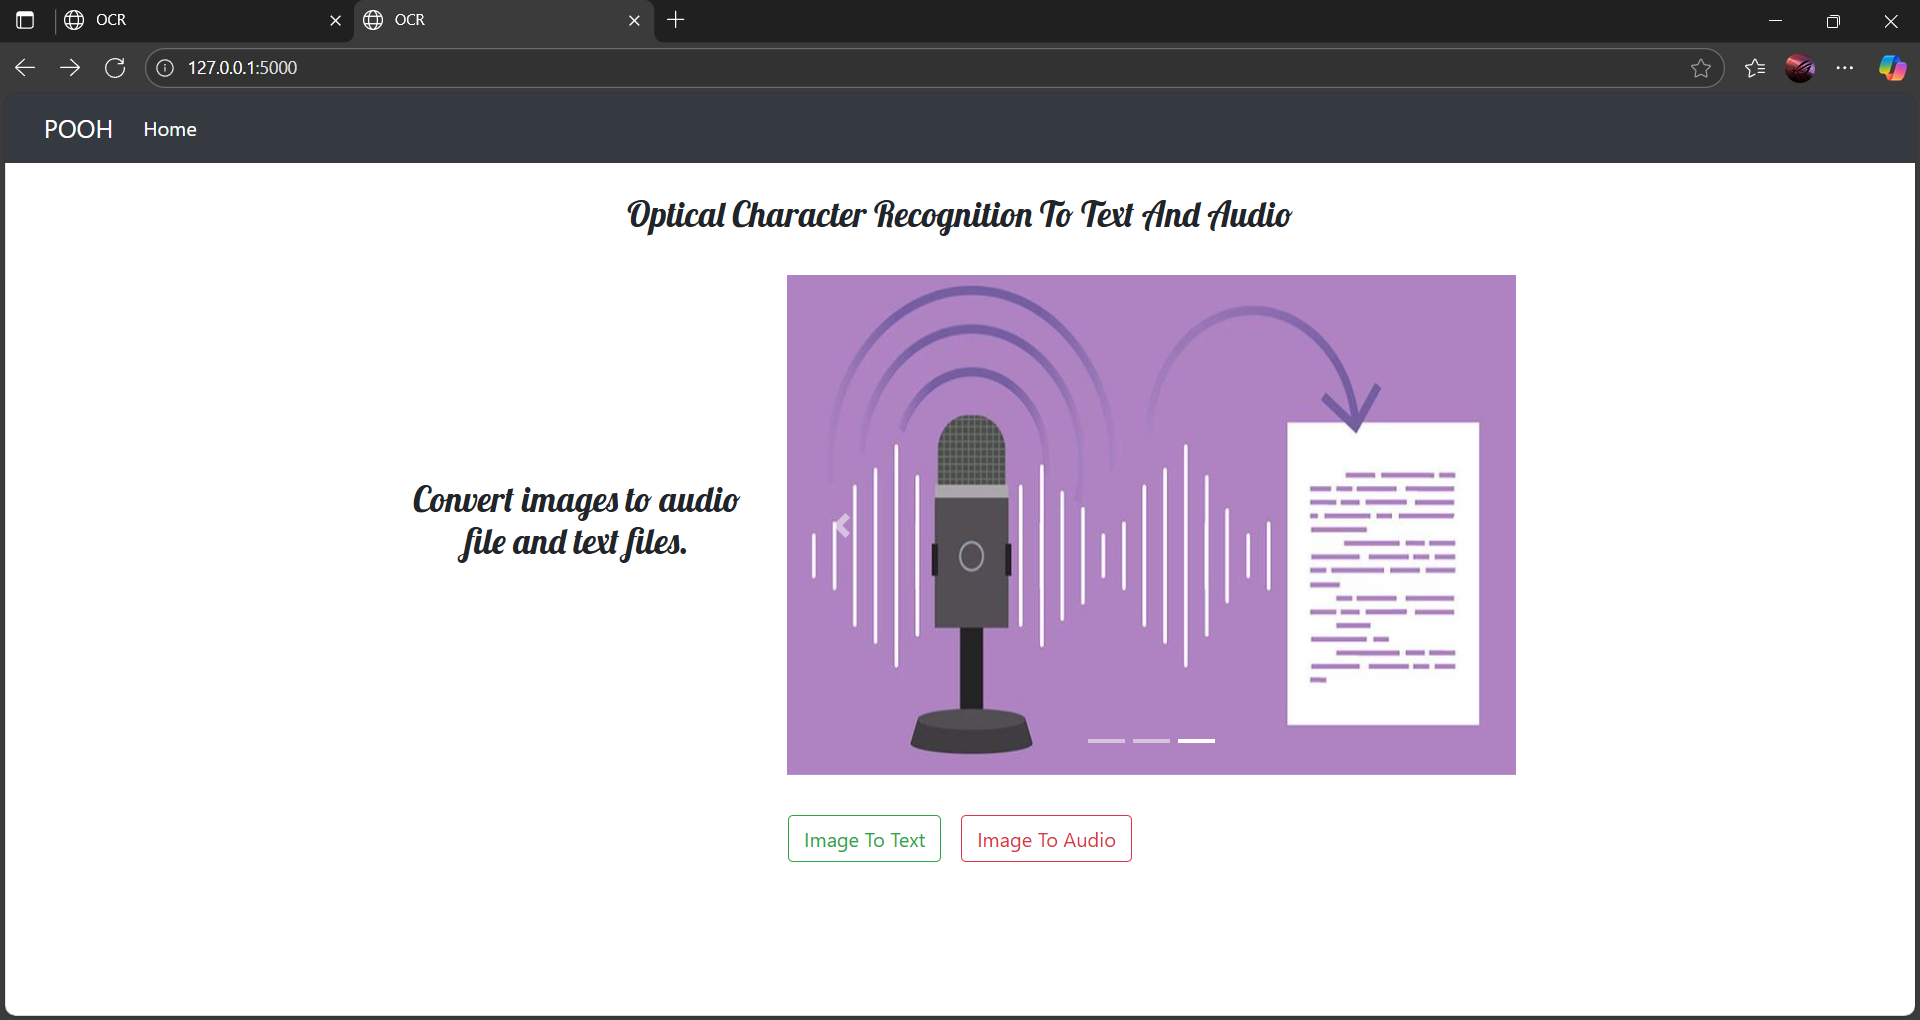 OCR
OCR
127.0.0.1:5000
POOH Home
Optical Character Recognition To Text And Audio
Convert images to audio
file and text files.
Image To Text Image To Audio